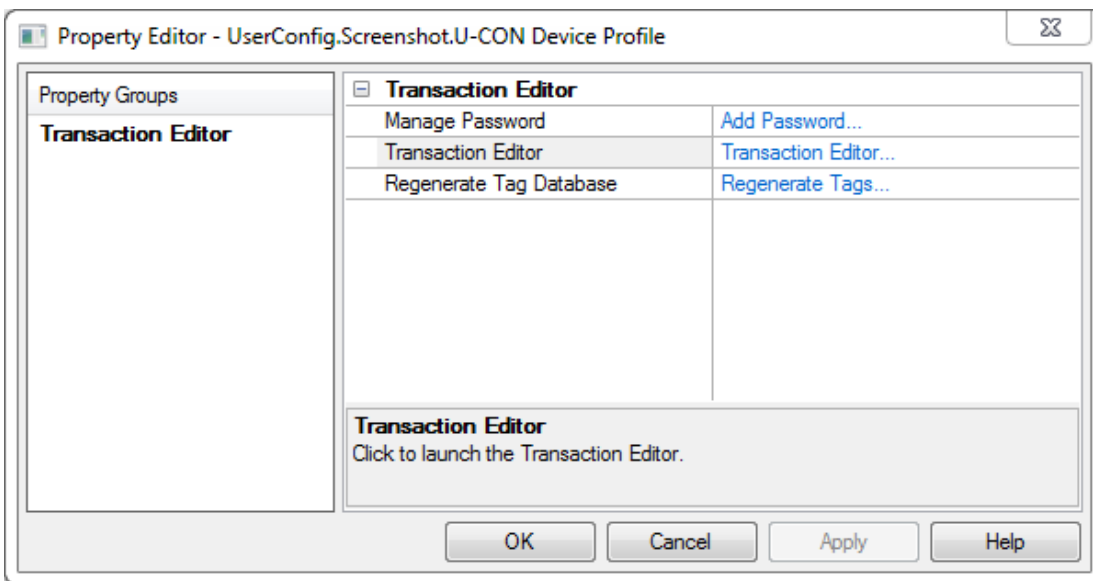 Property Editor - UserConfig.Screenshot.U-CON Device Profile
Property Groups
Transaction Editor
Transaction Editor
Manage Password Add Password...
Transaction Editor Transaction Editor...
Regenerate Tag Database Regenerate Tags...
Transaction Editor
Click to launch the Transaction Editor.
OK Cancel Apply Help